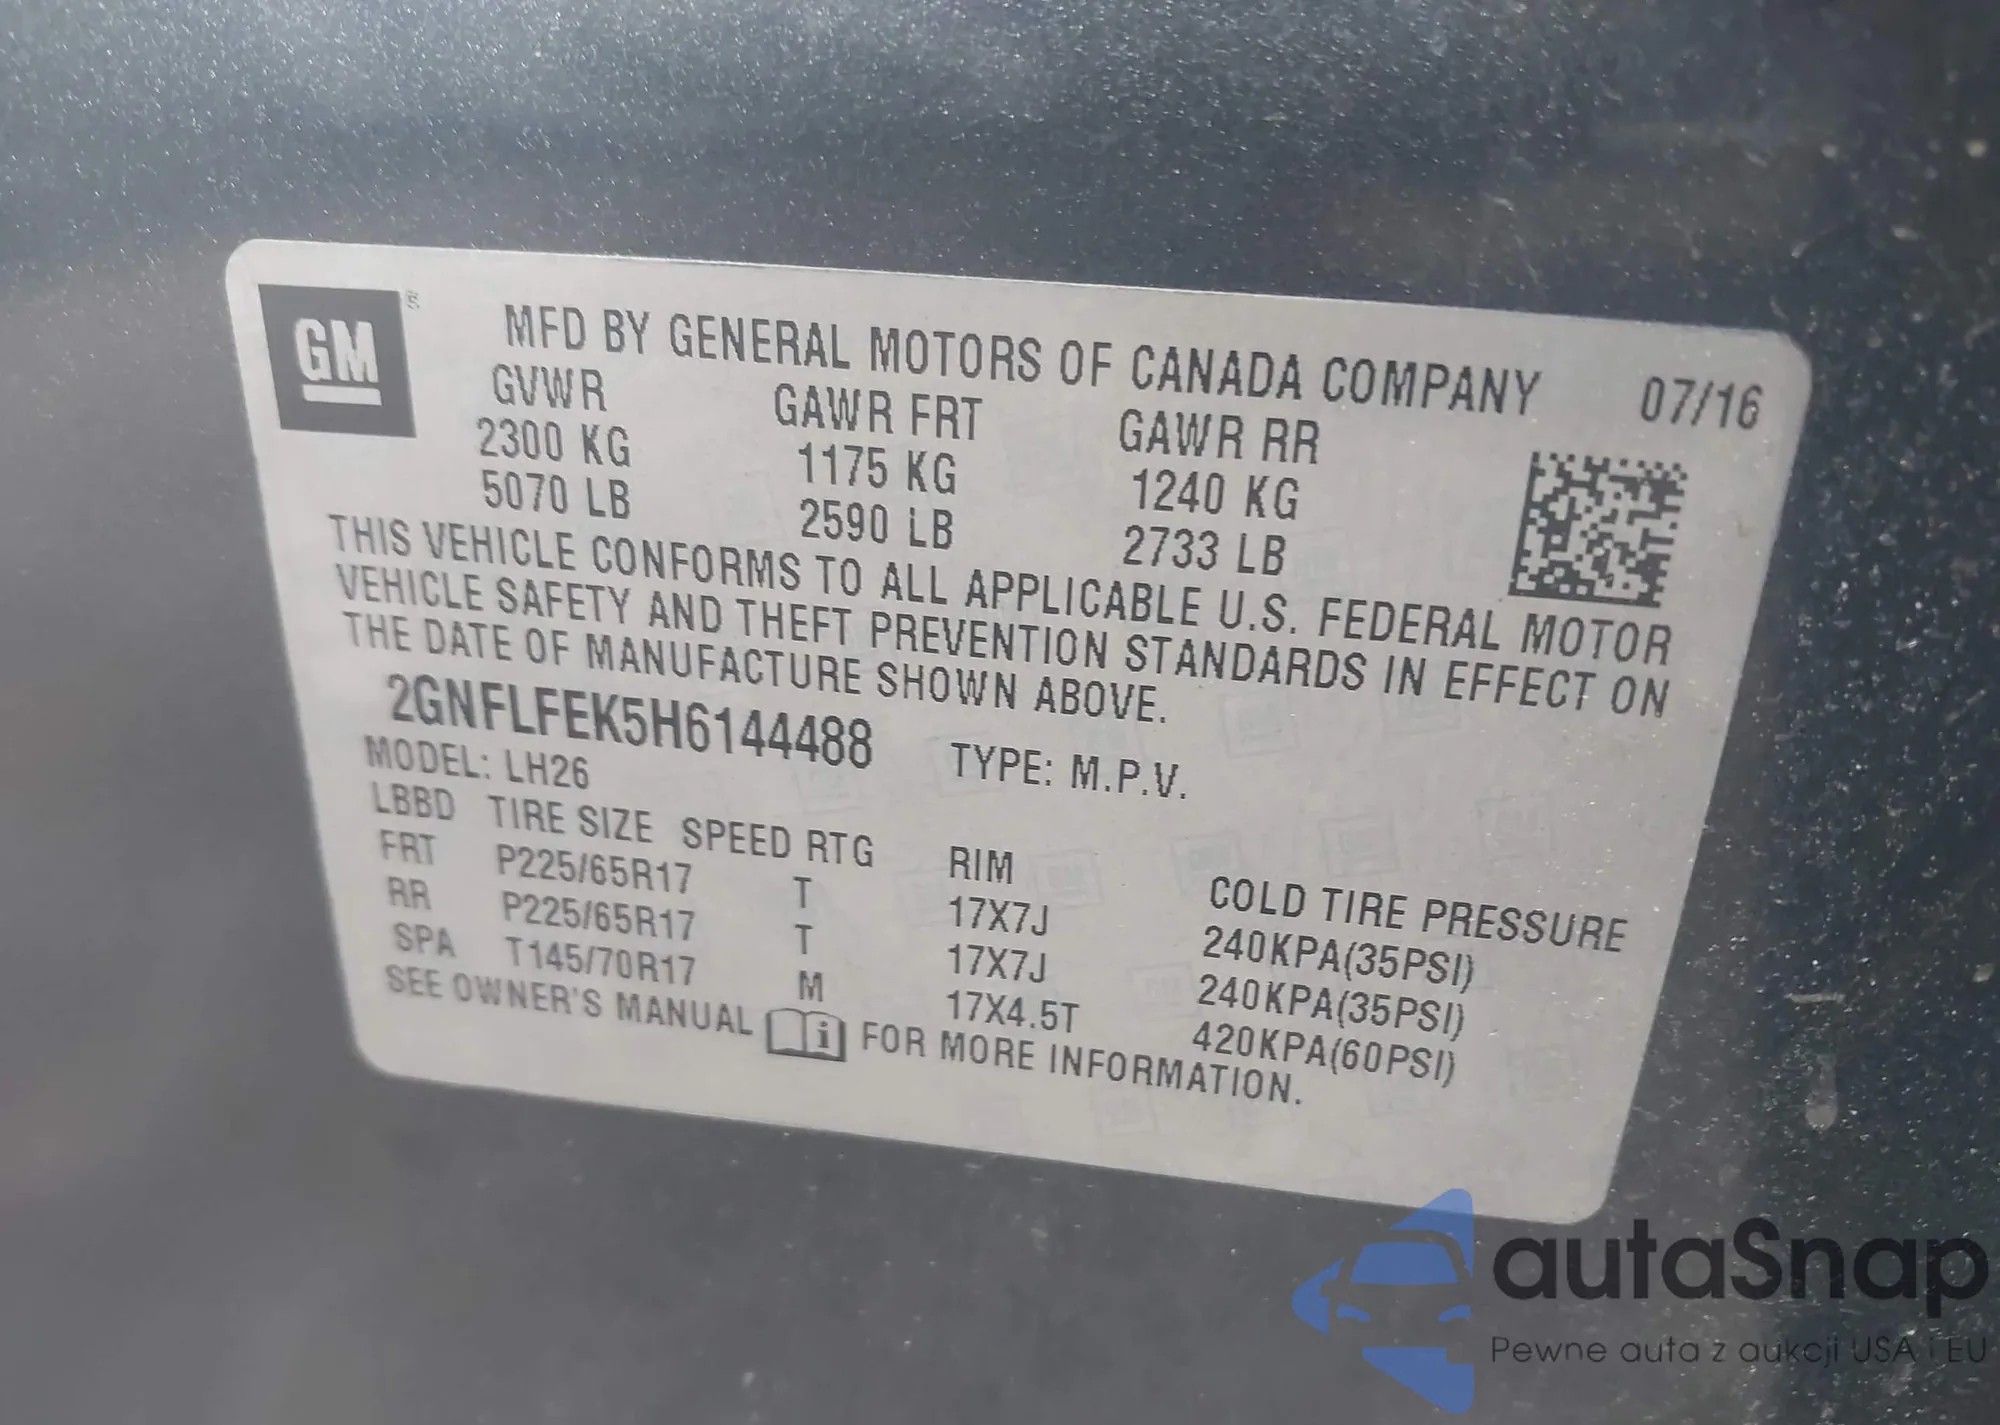 GM
MFD BY GENERAL MOTORS OF CANADA COMPANY 07/16
GVWR GAWR FRT GAWR RR
2300 KG 1175 KG 1240 KG
5070 LB 2590 LB 2733 LB
THIS VEHICLE CONFORMS TO ALL APPLICABLE U.S. FEDERAL MOTOR
VEHICLE SAFETY AND THEFT PREVENTION STANDARDS IN EFFECT ON
THE DATE OF MANUFACTURE SHOWN ABOVE.
2GNFLFEK5H6144488 TYPE: M.P.V.
MODEL: LH26
LBBD TIRE SIZE SPEED RTG RIM COLD TIRE PRESSURE
FRT P225/65R17 T 17X7J 240KPA(35PSI)
RR P225/65R17 T 17X7J 240KPA(35PSI)
SPA T145/70R17 M 17X4.5T 420KPA(60PSI)
SEE OWNER'S MANUAL i FOR MORE INFORMATION.
autaSnap
Pewne auta z aukcji USA i EU